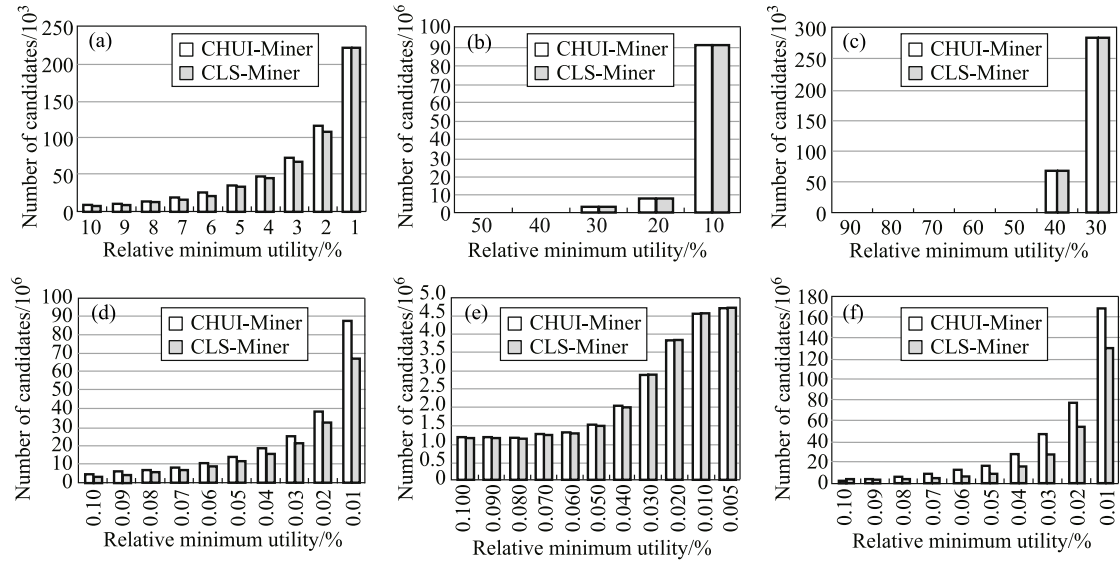 (a)
CHUI-Miner
CLS-Miner
Number of candidates/10³
250
200
150
100
50
0
10 9 8 7 6 5 4 3 2 1
Relative minimum utility/%
(b)
CHUI-Miner
CLS-Miner
Number of candidates/10⁶
100
90
80
70
60
50
40
30
20
10
0
50 40 30 20 10
Relative minimum utility/%
(c)
CHUI-Miner
CLS-Miner
Number of candidates/10³
300
250
200
150
100
50
0
90 80 70 60 50 40 30
Relative minimum utility/%
(d)
CHUI-Miner
CLS-Miner
Number of candidates/10⁶
100
90
80
70
60
50
40
30
20
10
0
0.10 0.09 0.08 0.07 0.06 0.05 0.04 0.03 0.02 0.01
Relative minimum utility/%
(e)
CHUI-Miner
CLS-Miner
Number of candidates/10⁶
5.0
4.5
4.0
3.5
3.0
2.5
2.0
1.5
1.0
0.5
0
0.100 0.090 0.080 0.070 0.060 0.050 0.040 0.030 0.020 0.010 0.005
Relative minimum utility/%
(f)
CHUI-Miner
CLS-Miner
Number of candidates/10⁶
180
160
140
120
100
80
60
40
20
0
0.10 0.09 0.08 0.07 0.06 0.05 0.04 0.03 0.02 0.01
Relative minimum utility/%